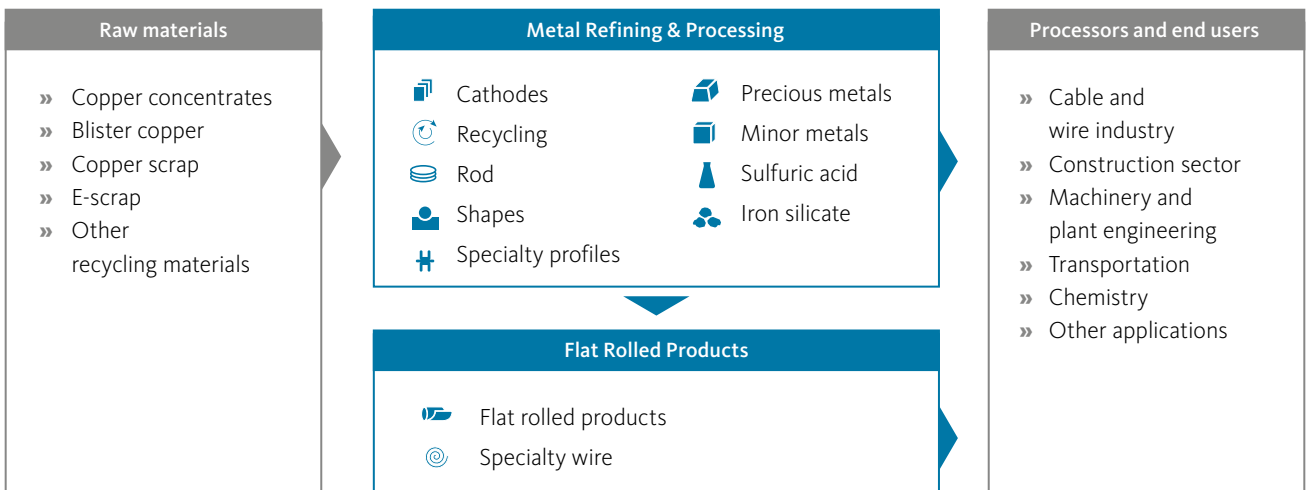 Raw materials
» Copper concentrates
» Blister copper
» Copper scrap
» E-scrap
» Other
recycling materials
Metal Refining & Processing
Cathodes
Recycling
Rod
Shapes
Specialty profiles
Precious metals
Minor metals
Sulfuric acid
Iron silicate
Flat Rolled Products
Flat rolled products
Specialty wire
Processors and end users
» Cable and
wire industry
» Construction sector
» Machinery and
plant engineering
» Transportation
» Chemistry
» Other applications